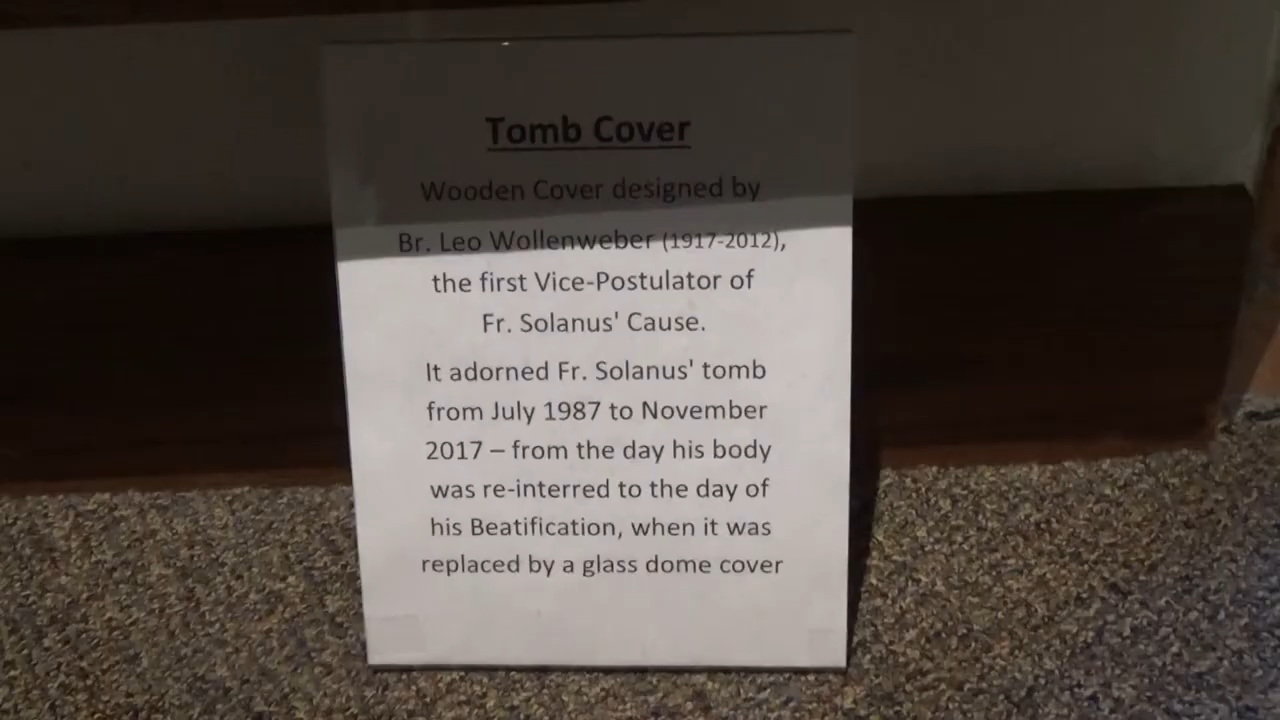 Tomb Cover
Wooden Cover designed by
Br. Leo Wollenweber (1917-2012),
the first Vice-Postulator of
Fr. Solanus' Cause.
It adorned Fr. Solanus' tomb
from July 1987 to November
2017 – from the day his body
was re-interred to the day of
his Beatification, when it was
replaced by a glass dome cover